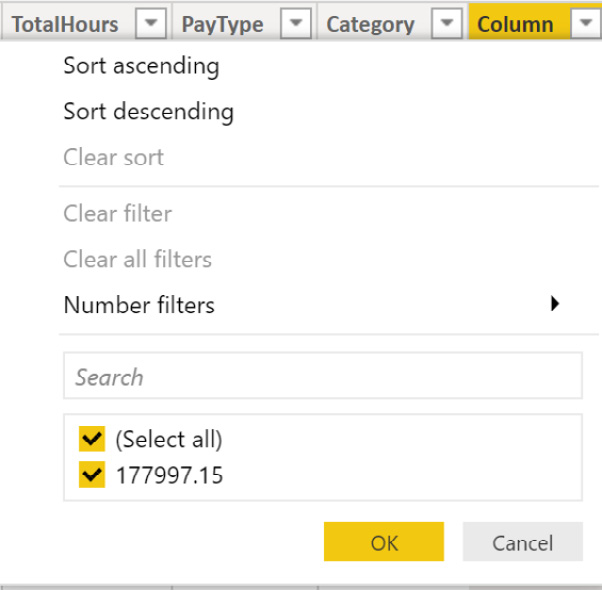 TotalHours PayType Category Column
Sort ascending
Sort descending
Clear sort
Clear filter
Clear all filters
Number filters
Search
(Select all)
177997.15
OK Cancel